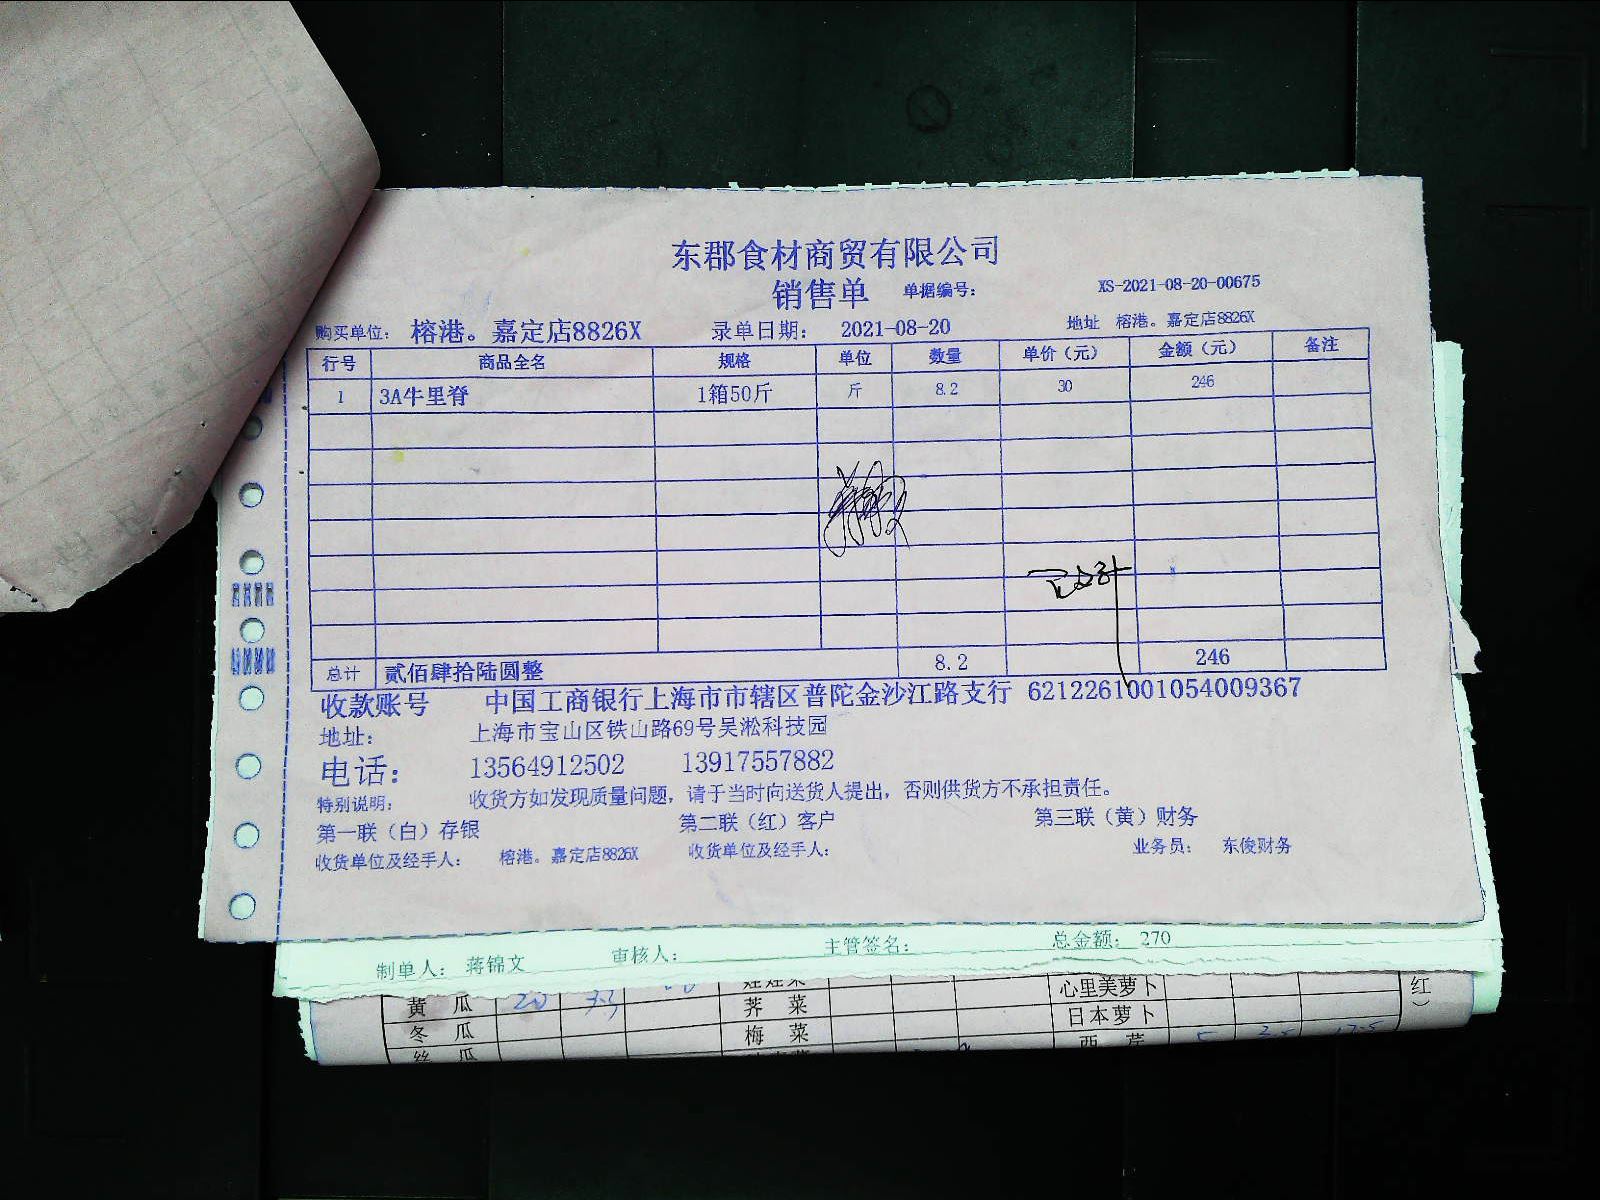 东郡食材商贸有限公司
销售单 单据编号: XS-2021-08-20-00675
购买单位: 榕港。嘉定店8826X 录单日期: 2021-08-20 地址 榕港。嘉定店8826X
行号 商品全名 规格 单位 数量 单价（元） 金额（元） 备注
1 3A牛里脊 1箱50斤 斤 8.2 30 246
总计 贰佰肆拾陆圆整 8.2 246
收款账号 中国工商银行上海市市辖区普陀金沙江路支行 6212261001054009367
地址: 上海市宝山区铁山路69号吴淞科技园
电话: 13564912502 13917557882
特别说明: 收货方如发现质量问题，请于当时向送货人提出，否则供货方不承担责任。
第一联（白）存银 第二联（红）客户 第三联（黄）财务
收货单位及经手人: 榕港。嘉定店8826X 收货单位及经手人: 业务员: 东俊财务
制单人: 蒋锦文 审核人: 主管签名: 总金额: 270
心里美萝卜 红）
黄 瓜 20 荠 菜 日本萝卜
冬 瓜 梅 菜 西 芹
丝 瓜